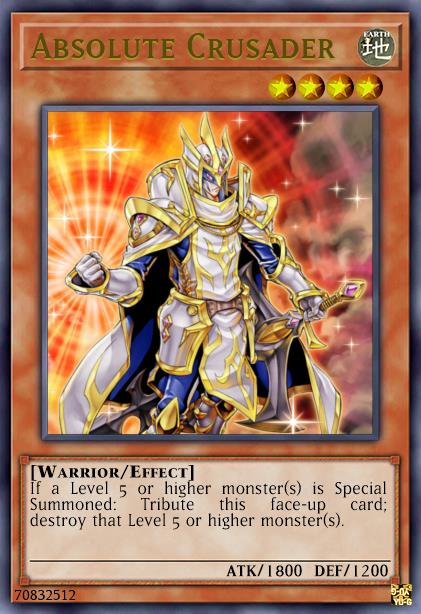 ABSOLUTE CRUSADER
EARTH
地
[WARRIOR/EFFECT]
If a Level 5 or higher monster(s) is Special
Summoned: Tribute this face-up card;
destroy that Level 5 or higher monster(s).
ATK/1800 DEF/1200
70832512